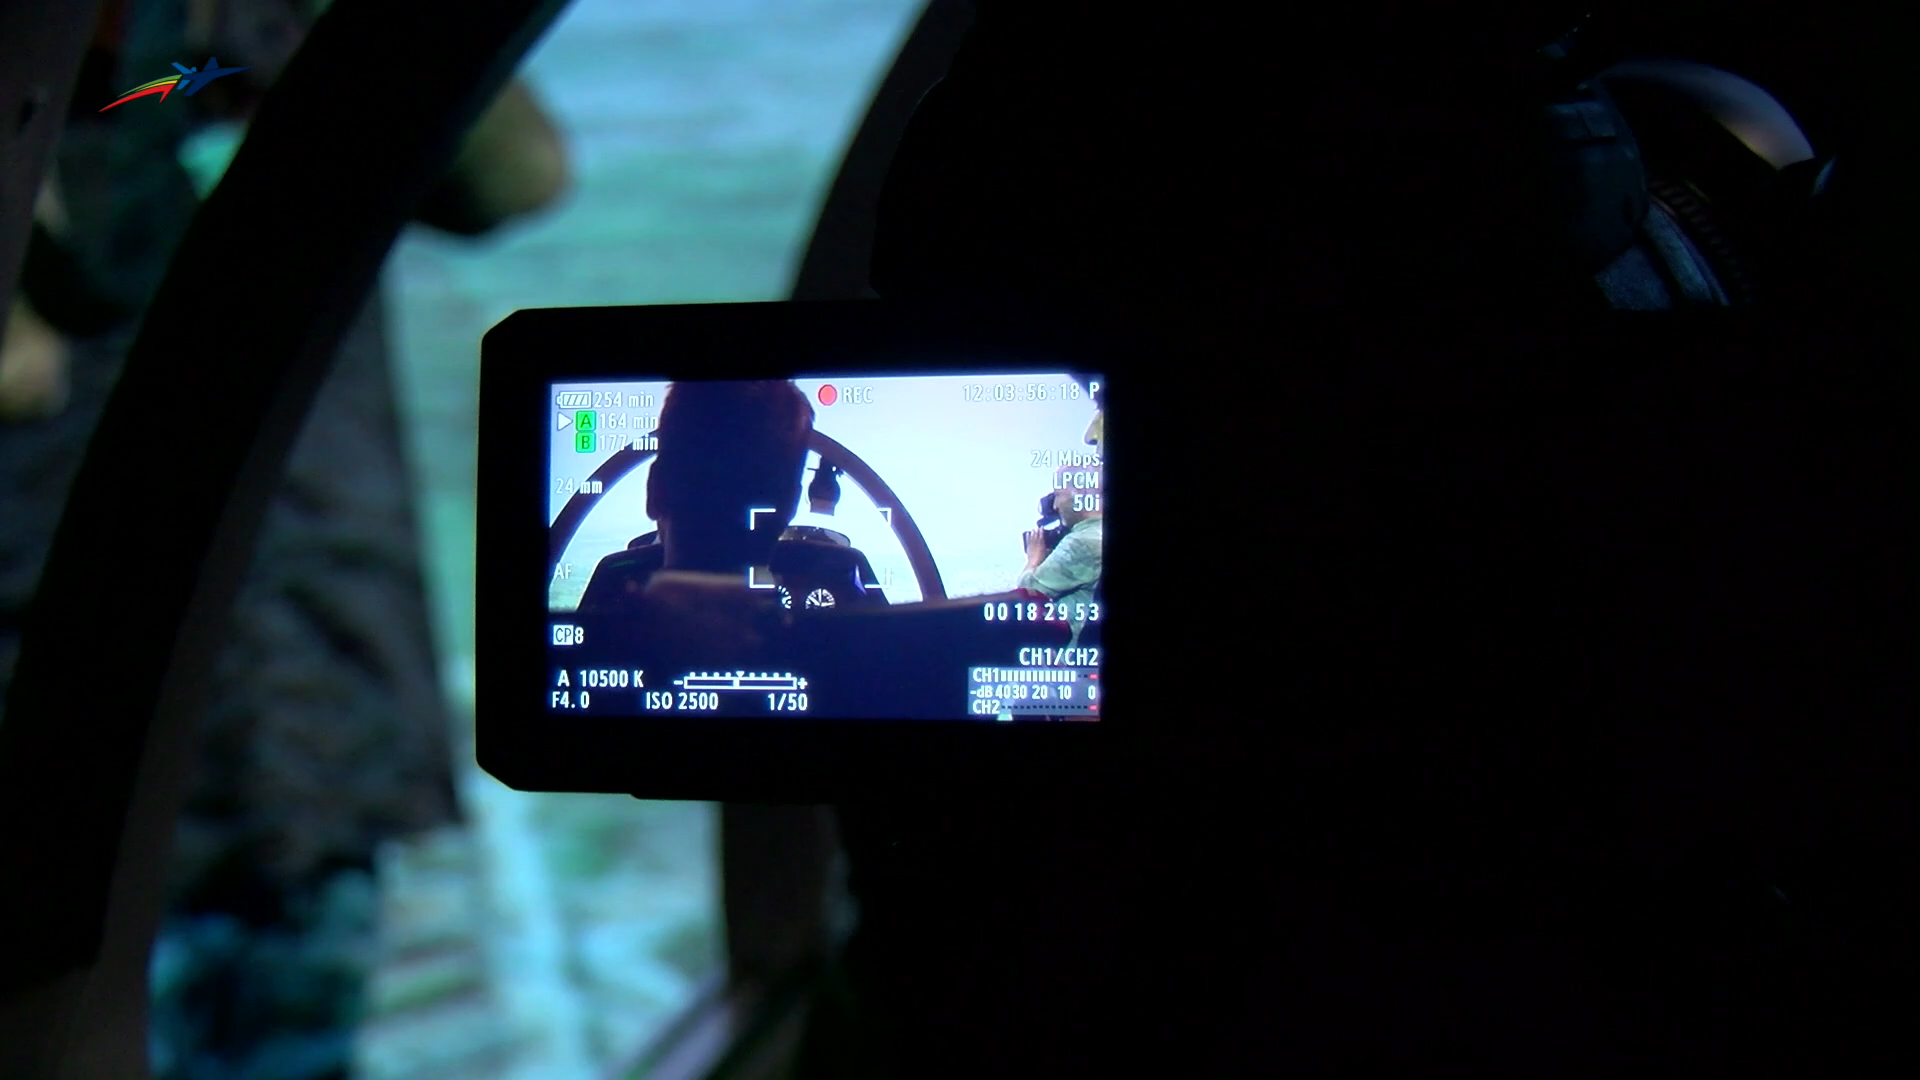 254 min
A 164 min
B 177 min
REC
12:03:56:18 P
24 Mbps
LPCM
50i
24 mm
AF
00 18 29 53
CP 8
CH1/CH2
A 10500 K
F4.0
ISO 2500
1/50
CH1
-dB 40 30 20 10 0
CH2